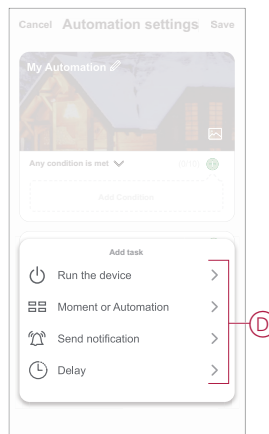 Cancel Automation settings Save
My Automation
Any condition is met
Add Condition
Add task
Run the device
Moment or Automation
Send notification
Delay
D